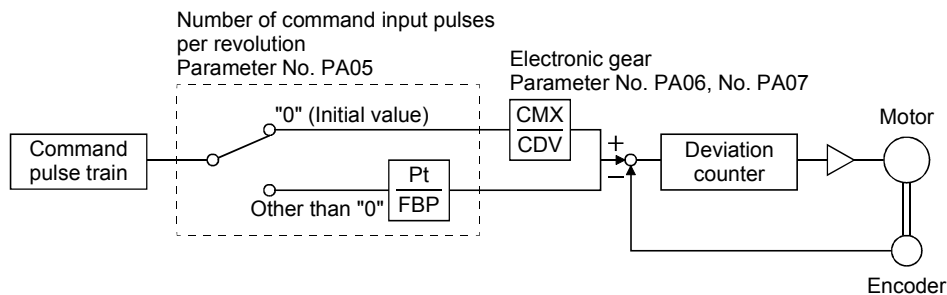 Number of command input pulses
per revolution
Parameter No. PA05
Electronic gear
Parameter No. PA06, No. PA07
"0" (Initial value)
CMX
CDV
Motor
Command
pulse train
+
−
Deviation
counter
Pt
FBP
Other than "0"
Encoder